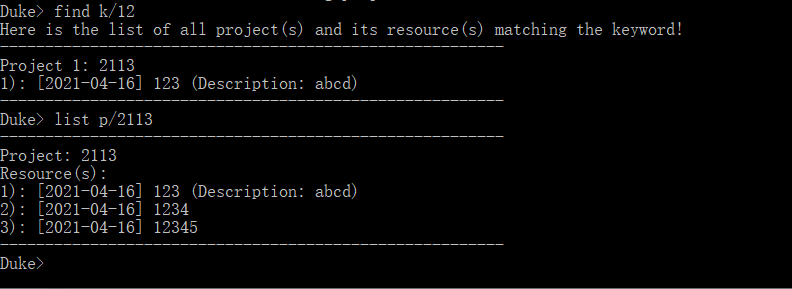 Duke> find k/12
Here is the list of all project(s) and its resource(s) matching the keyword!
--------------------------------------------------------
Project 1: 2113
1): [2021-04-16] 123 (Description: abcd)
--------------------------------------------------------
Duke> list p/2113
--------------------------------------------------------
Project: 2113
Resource(s):
1): [2021-04-16] 123 (Description: abcd)
2): [2021-04-16] 1234
3): [2021-04-16] 12345
--------------------------------------------------------
Duke>